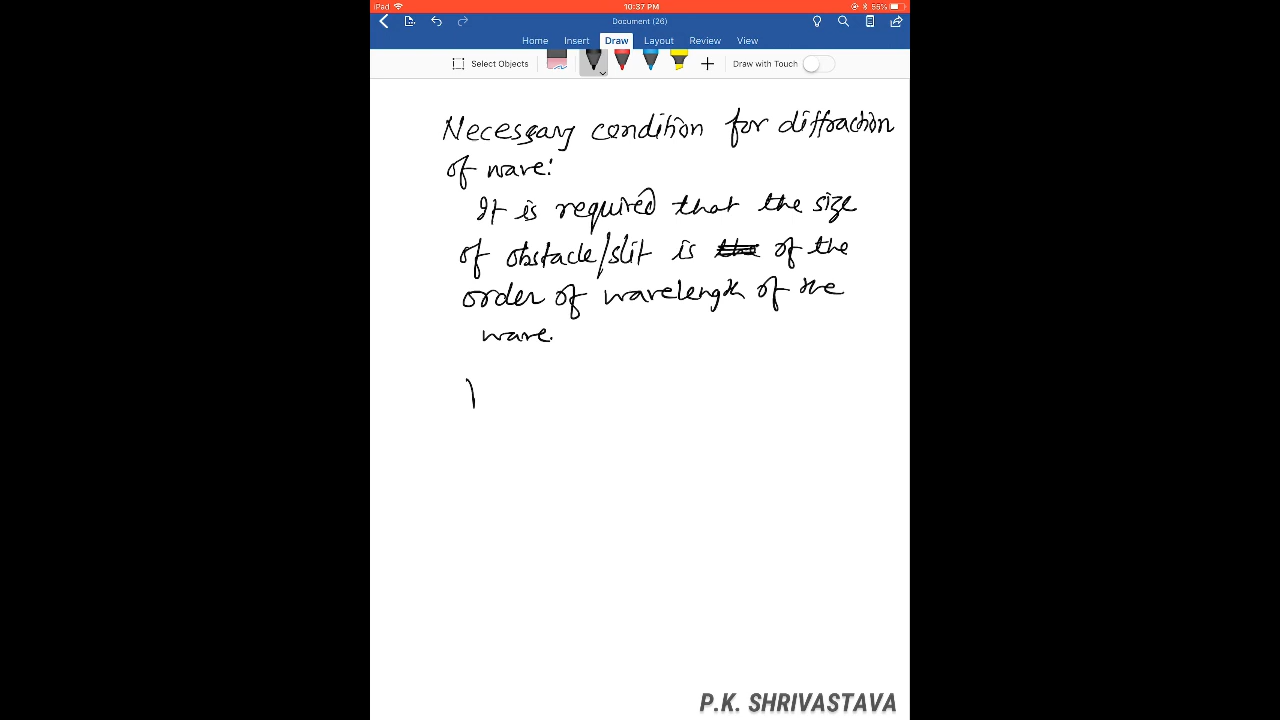 iPad 10:37 PM 55%
Document (26)
Home Insert Draw Layout Review View
Select Objects Draw with Touch
Necessary condition for diffraction
of wave:
It is required that the size
of obstacle/slit is the of the
order of wavelength of the
wave.
P.K. SHRIVASTAVA